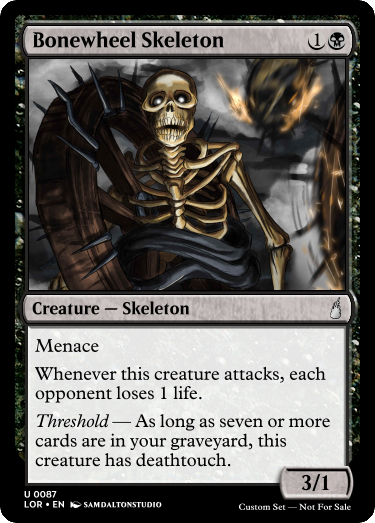 Bonewheel Skeleton 1
Creature — Skeleton
Menace
Whenever this creature attacks, each
opponent loses 1 life.
Threshold — As long as seven or more
cards are in your graveyard, this
creature has deathtouch.
3/1
U 0087
LOR • EN SAMDALTONSTUDIO
Custom Set — Not For Sale